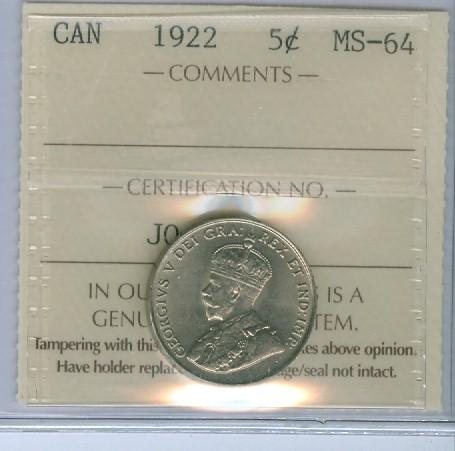 CAN 1922 5¢ MS-64
— COMMENTS —
— CERTIFICATION NO. —
JO
GEORGIVS V DEI GRA: REX ET IND:IMP:
IN OU IS A
GENU TEM.
Tampering with this es above opinion.
Have holder replac ge/seal not intact.